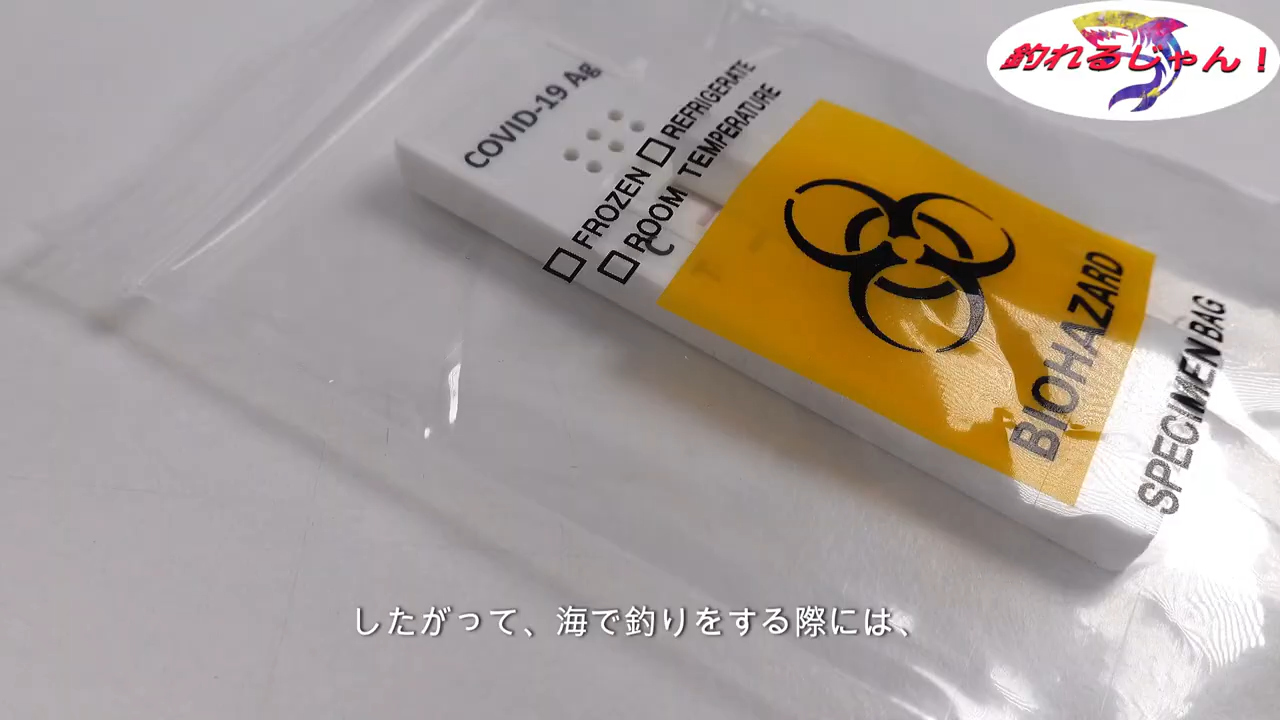 釣れるじゃん！
COVID-19 Ag
FROZEN
REFRIGERATE
ROOM TEMPERATURE
C
T
BIOHAZARD
SPECIMEN BAG
したがって、海で釣りをする際には、